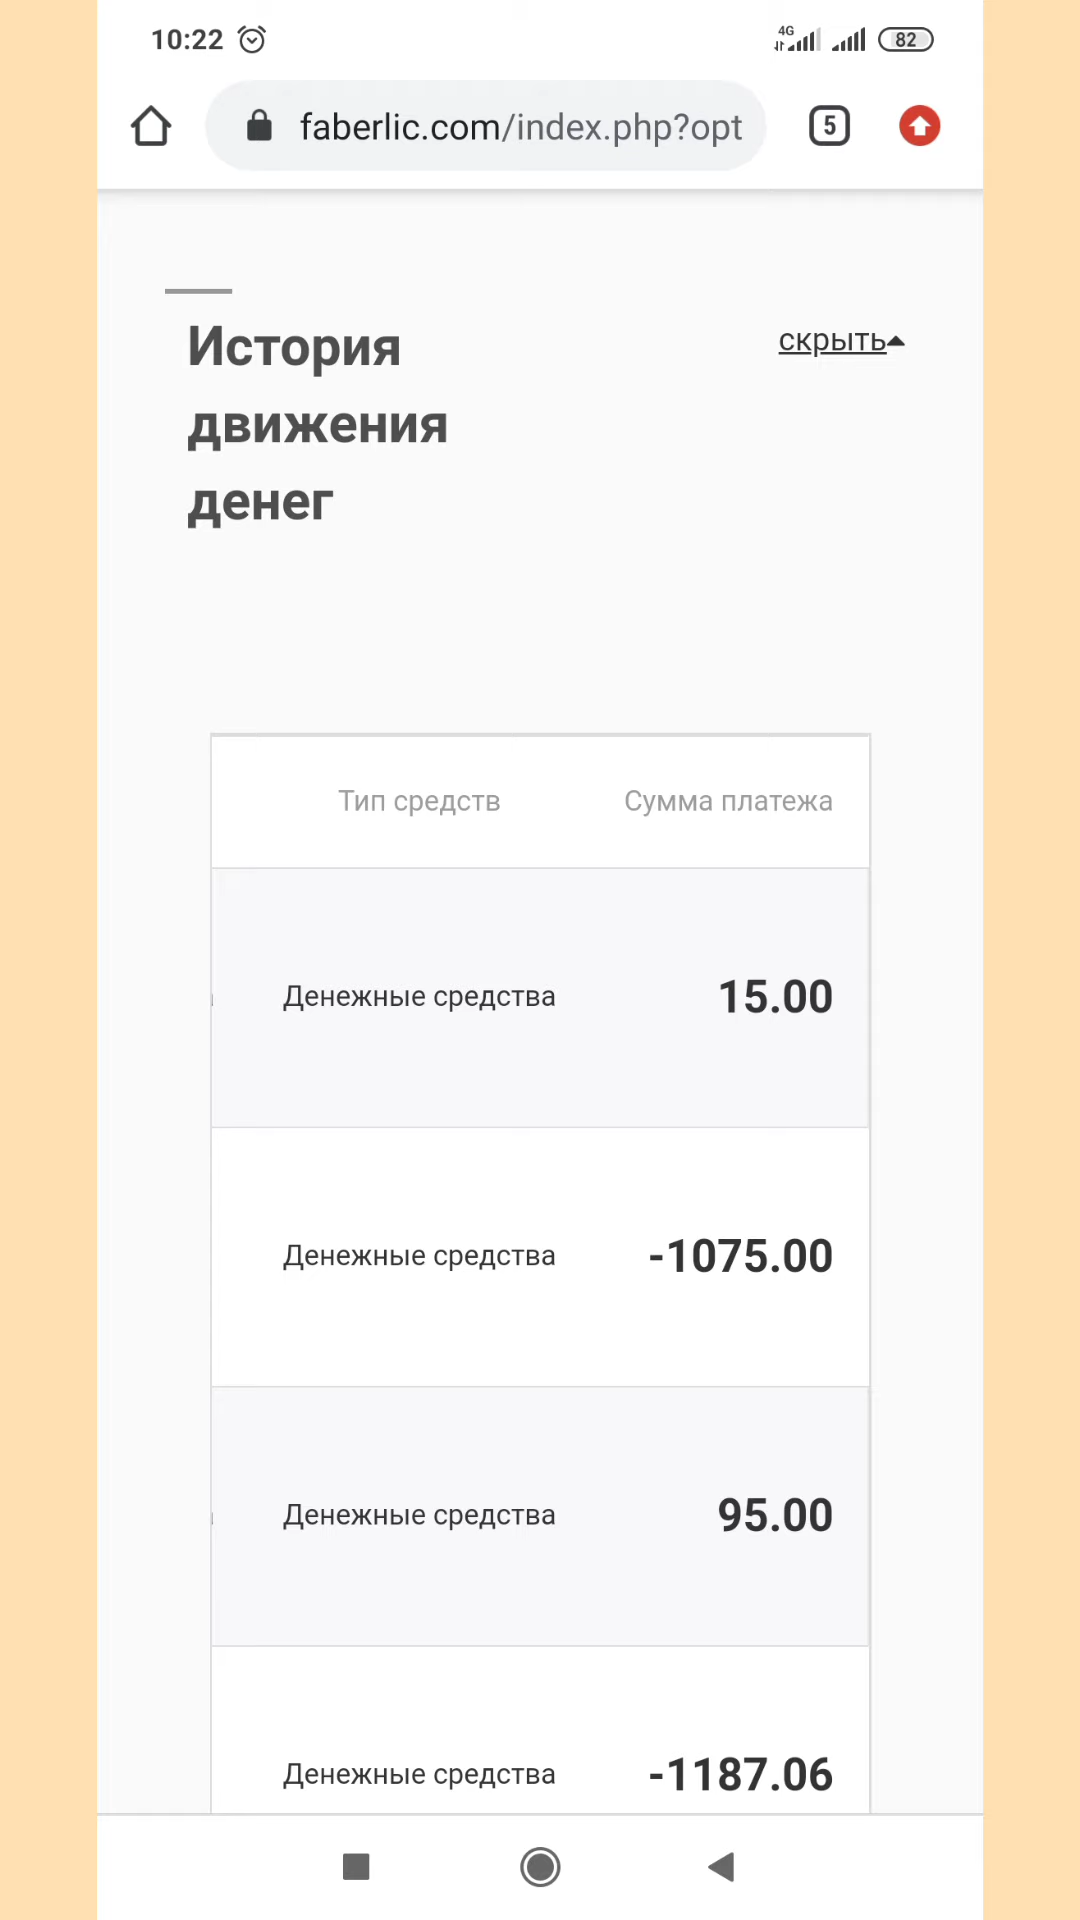 10:22
4G
82
faberlic.com/index.php?opt
5
История
движения
денег
скрыть
Тип средств Сумма платежа
Денежные средства 15.00
Денежные средства -1075.00
Денежные средства 95.00
Денежные средства -1187.06